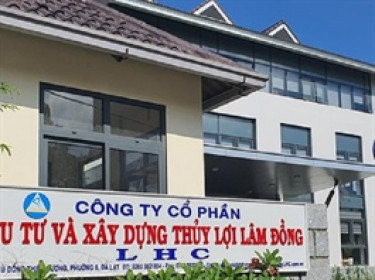 CÔNG TY CỔ PHẦN
U TƯ VÀ XÂY DỰNG THỦY LỢI LÂM ĐỒNG
LHC